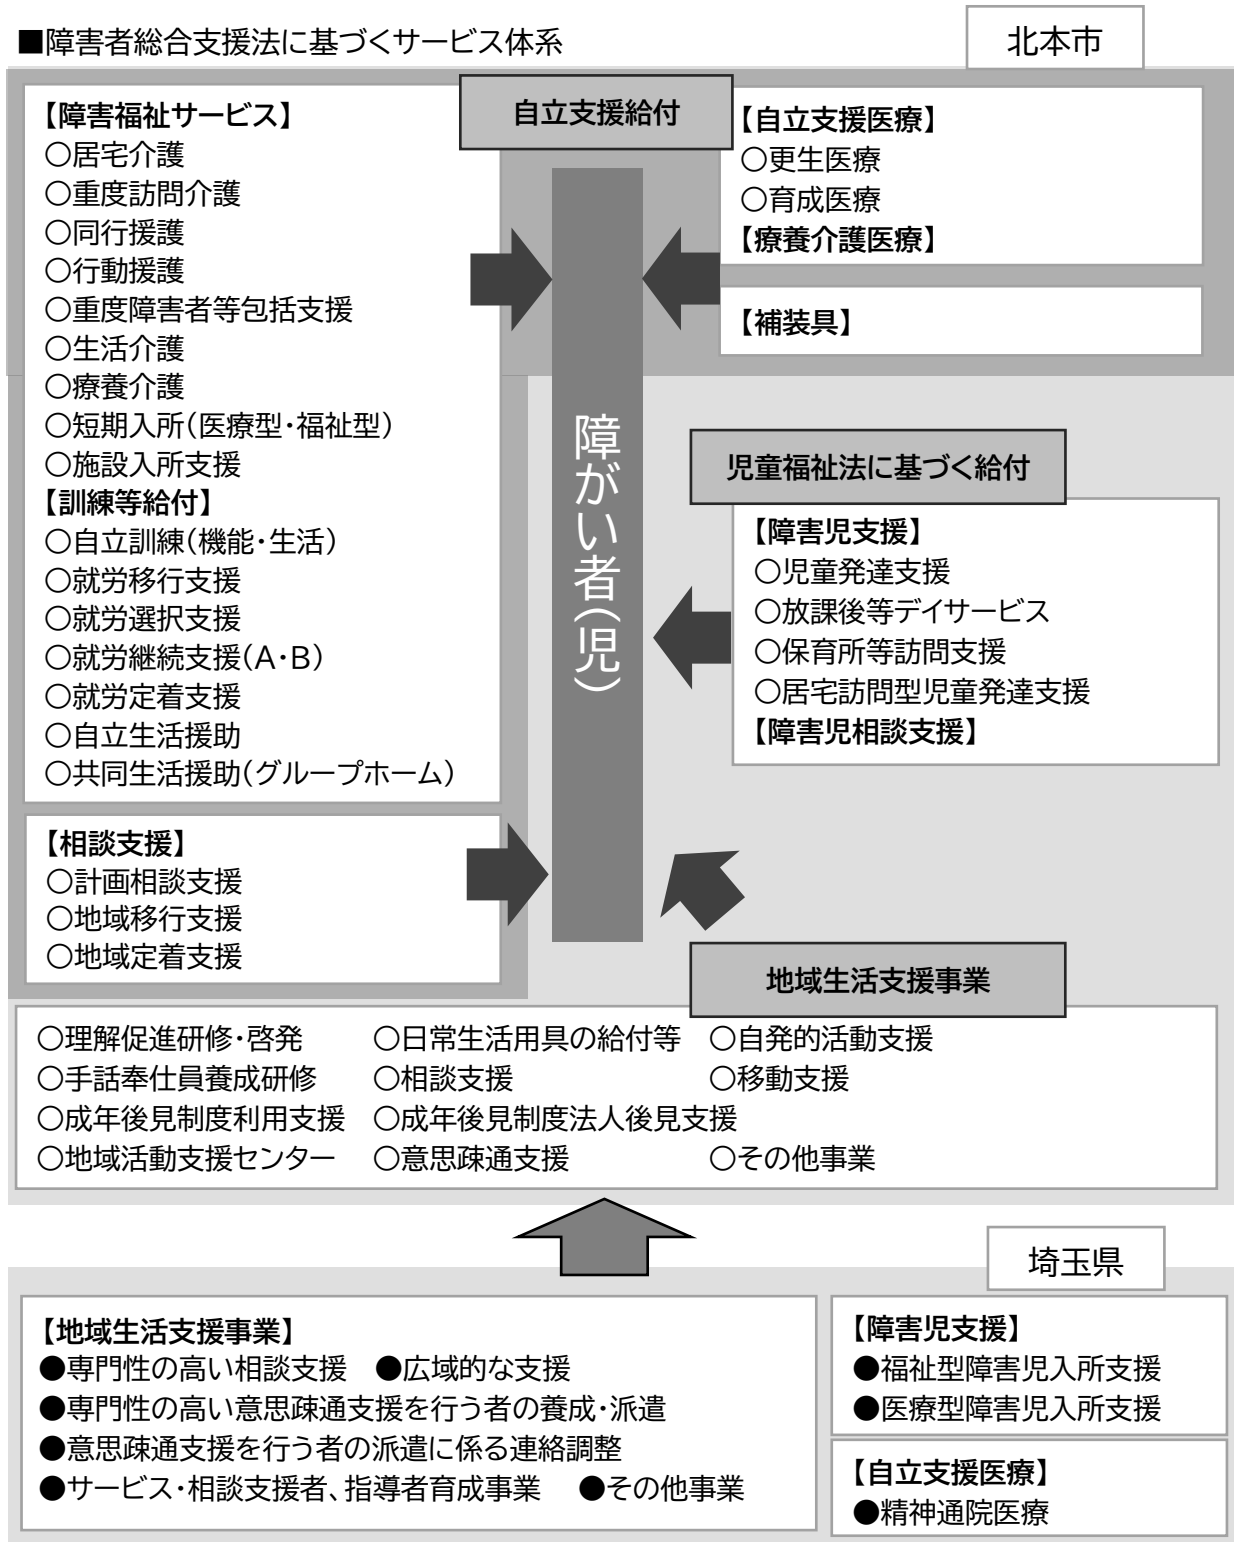 ■障害者総合支援法に基づくサービス体系
北本市
自立支援給付
【障害福祉サービス】
○居宅介護
○重度訪問介護
○同行援護
○行動援護
○重度障害者等包括支援
○生活介護
○療養介護
○短期入所(医療型・福祉型)
○施設入所支援
【訓練等給付】
○自立訓練(機能・生活)
○就労移行支援
○就労選択支援
○就労継続支援(A・B)
○就労定着支援
○自立生活援助
○共同生活援助(グループホーム)
【相談支援】
○計画相談支援
○地域移行支援
○地域定着支援
障がい者(児)
【自立支援医療】
○更生医療
○育成医療
【療養介護医療】
【補装具】
児童福祉法に基づく給付
【障害児支援】
○児童発達支援
○放課後等デイサービス
○保育所等訪問支援
○居宅訪問型児童発達支援
【障害児相談支援】
地域生活支援事業
○理解促進研修・啓発 ○日常生活用具の給付等 ○自発的活動支援
○手話奉仕員養成研修 ○相談支援 ○移動支援
○成年後見制度利用支援 ○成年後見制度法人後見支援
○地域活動支援センター ○意思疎通支援 ○その他事業
埼玉県
【地域生活支援事業】
●専門性の高い相談支援 ●広域的な支援
●専門性の高い意思疎通支援を行う者の養成・派遣
●意思疎通支援を行う者の派遣に係る連絡調整
●サービス・相談支援者、指導者育成事業 ●その他事業
【障害児支援】
●福祉型障害児入所支援
●医療型障害児入所支援
【自立支援医療】
●精神通院医療